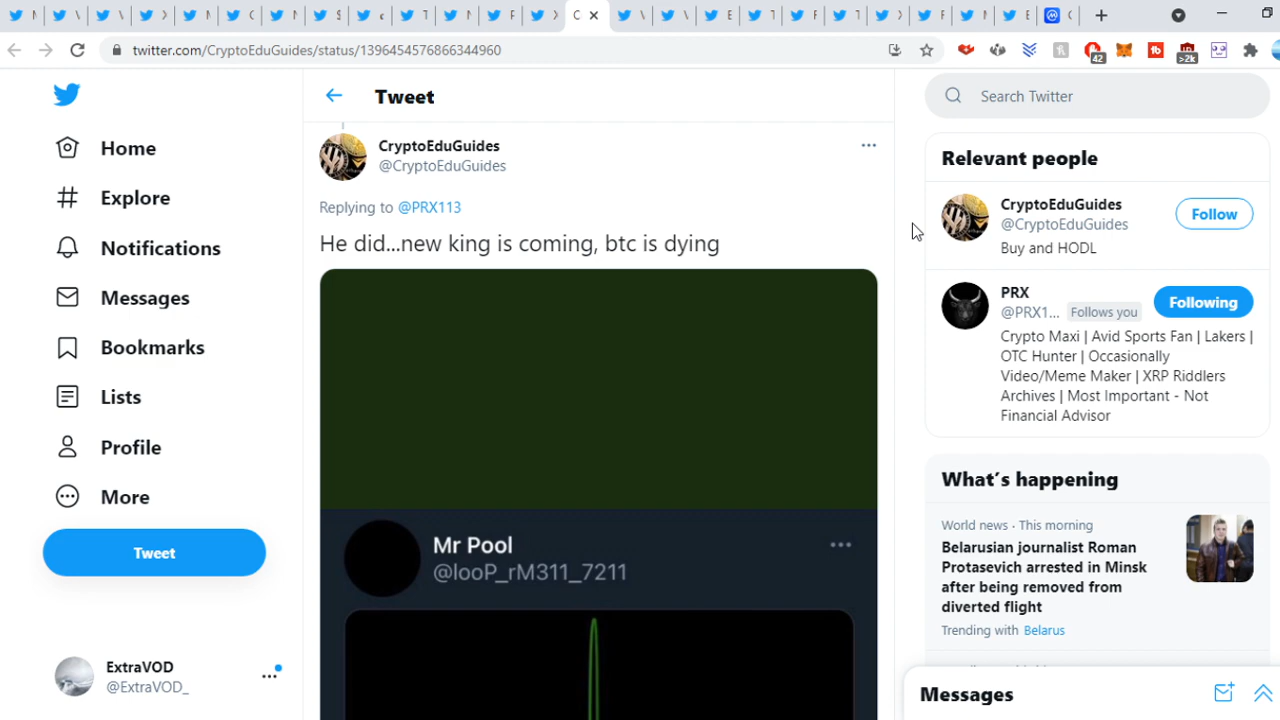 twitter.com/CryptoEduGuides/status/1396454576866344960
42
>2k
Home
Explore
Notifications
Messages
Bookmarks
Lists
Profile
More
Tweet
ExtraVOD
@ExtraVOD_
Tweet
CryptoEduGuides
@CryptoEduGuides
Replying to @PRX113
He did...new king is coming, btc is dying
Mr Pool
@looP_rM311_7211
Search Twitter
Relevant people
CryptoEduGuides
@CryptoEduGuides
Follow
Buy and HODL
PRX
@PRX1... Follows you
Following
Crypto Maxi | Avid Sports Fan | Lakers |
OTC Hunter | Occasionally
Video/Meme Maker | XRP Riddlers
Archives | Most Important - Not
Financial Advisor
What's happening
World news · This morning
Belarusian journalist Roman
Protasevich arrested in Minsk
after being removed from
diverted flight
Trending with Belarus
Messages